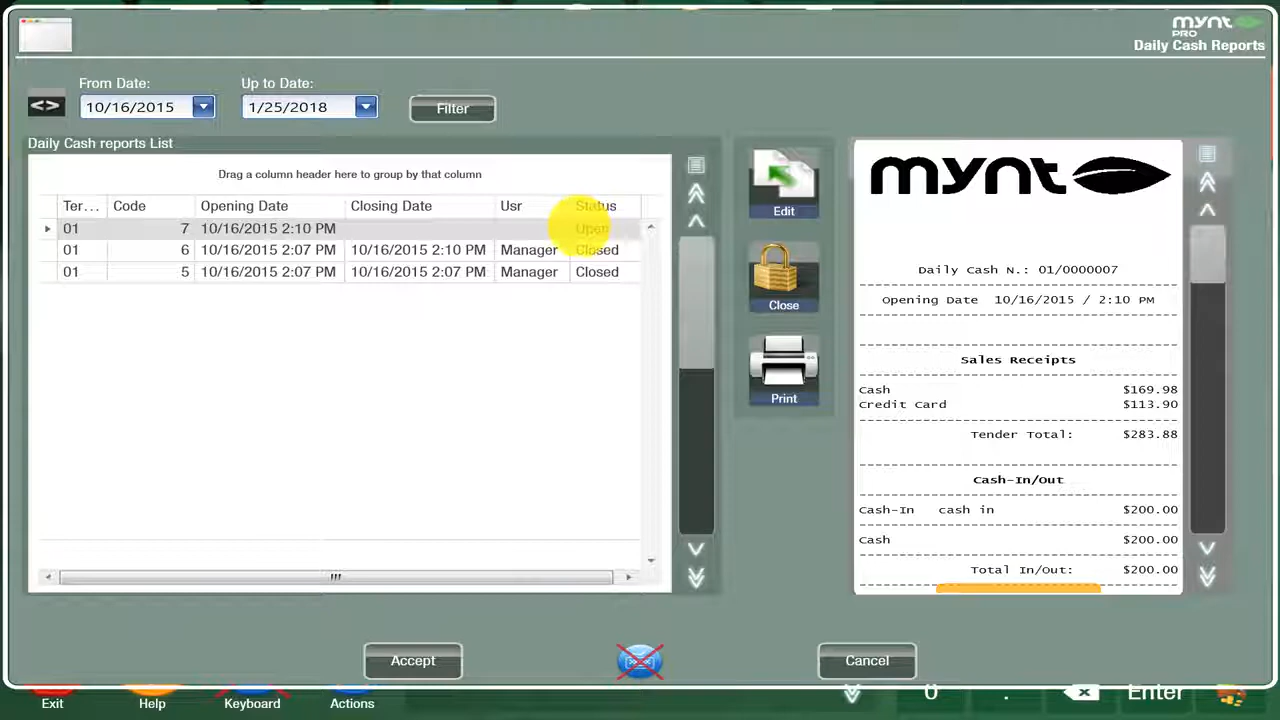 mynt
PRO
Daily Cash Reports
From Date:
Up to Date:
<>
10/16/2015
1/25/2018
Filter
Daily Cash reports List
Drag a column header here to group by that column
Ter... Code Opening Date Closing Date Usr Status
01 7 10/16/2015 2:10 PM Open
01 6 10/16/2015 2:07 PM 10/16/2015 2:10 PM Manager Closed
01 5 10/16/2015 2:07 PM 10/16/2015 2:07 PM Manager Closed
Edit
Close
Print
mynt
Daily Cash N.: 01/0000007
Opening Date 10/16/2015 / 2:10 PM
Sales Receipts
Cash $169.98
Credit Card $113.90
Tender Total: $283.88
Cash-In/Out
Cash-In cash in $200.00
Cash $200.00
Total In/Out: $200.00
Accept
Cancel
Exit
Help
Keyboard
Actions
0 . Enter